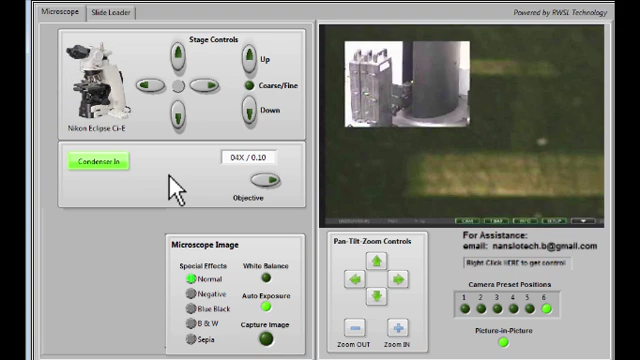 Microscope
Slide Loader
Powered by RWSL Technology
Stage Controls
Up
Coarse/Fine
Down
Nikon Eclipse Ci-E
Condenser In
04X / 0.10
Objective
Microscope Image
Special Effects
White Balance
Normal
Negative
Auto Exposure
Blue Black
B & W
Capture Image
Sepia
Pan-Tilt-Zoom Controls
Zoom OUT
Zoom IN
For Assistance:
email: nanslotech.b@gmail.com
Right-Click HERE to get control
Camera Preset Positions
1 2 3 4 5 6
Picture-in-Picture